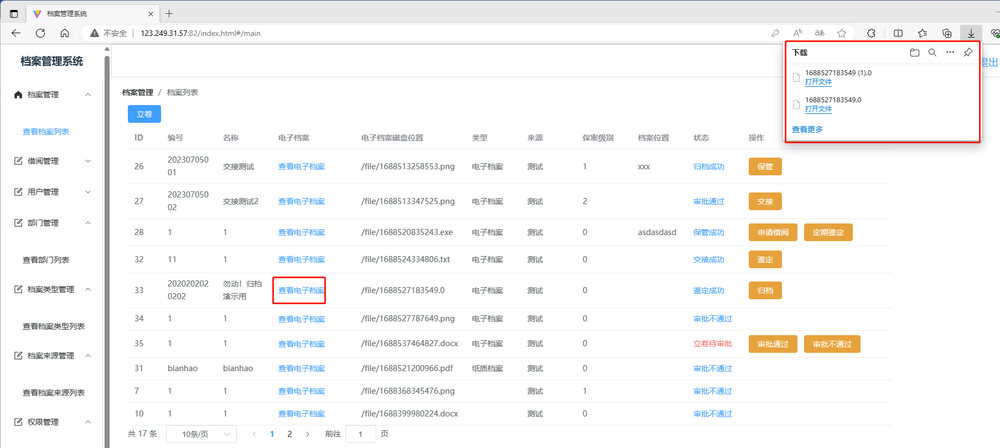 档案管理系统
不安全 123.249.31.57:82/index.html#/main
aあ
档案管理系统
退出
下载
1688527183549 (1).0
打开文件
1688527183549.0
打开文件
查看更多
档案管理
查看档案列表
借阅管理
用户管理
部门管理
查看部门列表
档案类型管理
查看档案类型列表
档案来源管理
查看档案来源列表
权限管理
档案管理 / 档案列表
立卷
ID 编号 名称 电子档案 电子档案磁盘位置 类型 来源 保密级别 档案位置 状态 操作
26 20230705001 交接测试 查看电子档案 /file/1688513258553.png 电子档案 测试 1 xxx 归档成功 保管
27 20230705002 交接测试2 查看电子档案 /file/1688513347525.png 电子档案 测试 2 审批通过 交接
28 1 1 查看电子档案 /file/1688520835243.exe 电子档案 测试 0 asdasdasd 保管成功 申请借阅 定期鉴定
32 11 1 查看电子档案 /file/1688524334806.txt 电子档案 测试 0 交接成功 鉴定
33 2020202020202 勿动！归档演示用 查看电子档案 /file/1688527183549.0 电子档案 测试 0 鉴定成功 归档
34 1 1 查看电子档案 /file/1688527787649.png 电子档案 测试 0 审批不通过
35 1 1 查看电子档案 /file/1688537464827.docx 电子档案 测试 0 立卷待审批 审批通过 审批不通过
31 bianhao bianhao 查看电子档案 /file/1688521200966.pdf 纸质档案 测试 0 审批不通过
7 1 1 查看电子档案 /file/1688368345476.png 测试 1 审批不通过
10 1 1 查看电子档案 /file/1688399980224.docx 测试 0 审批不通过
共 17 条 10条/页 1 2 前往 1 页